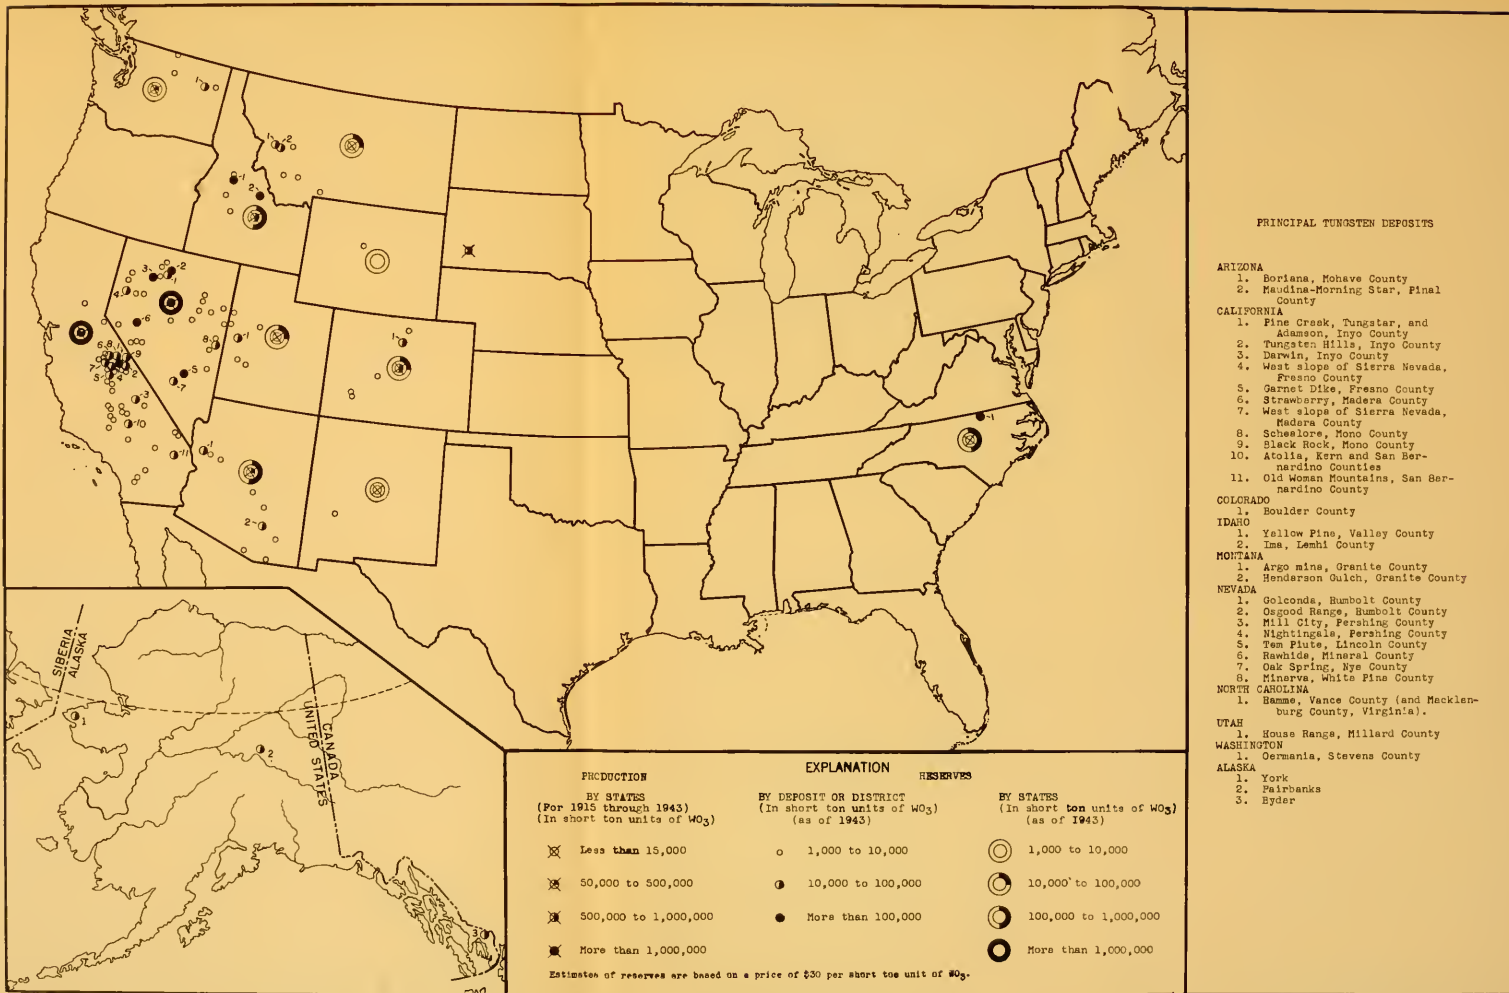 PRINCIPAL TUNGSTEN DEPOSITS
ARIZONA
1. Boriana, Mohave County
2. Maudina-Morning Star, Pinal
County
CALIFORNIA
1. Pine Creek, Tungstar, and
Adamson, Inyo County
2. Tungsten Hills, Inyo County
3. Darwin, Inyo County
4. West slope of Sierra Nevada,
Fresno County
5. Garnet Dike, Fresno County
6. Strawberry, Madera County
7. West slope of Sierra Nevada,
Madera County
8. Scheelore, Mono County
9. Black Rock, Mono County
10. Atolia, Kern and San Ber-
nardino Counties
11. Old Woman Mountains, San Ber-
nardino County
COLORADO
1. Boulder County
IDAHO
1. Yellow Pine, Valley County
2. Ima, Lemhi County
MONTANA
1. Argo mine, Granite County
2. Henderson Gulch, Granite County
NEVADA
1. Golconda, Humbolt County
2. Osgood Range, Humbolt County
3. Mill City, Pershing County
4. Nightingale, Pershing County
5. Tem Piute, Lincoln County
6. Rawhide, Mineral County
7. Oak Spring, Nye County
8. Minerva, White Pine County
NORTH CAROLINA
1. Hamme, Vance County (and Mecklen-
burg County, Virginia).
UTAH
1. House Range, Millard County
WASHINGTON
1. Germania, Stevens County
ALASKA
1. York
2. Fairbanks
3. Hyder
SIBERIA
ALASKA
CANADA
UNITED STATES
EXPLANATION
PRODUCTION
BY STATES
(For 1915 through 1943)
(In short ton units of WO3)
Less than 15,000
50,000 to 500,000
500,000 to 1,000,000
More than 1,000,000
RESERVES
BY DEPOSIT OR DISTRICT
(In short ton units of WO3)
(as of 1943)
1,000 to 10,000
10,000 to 100,000
More than 100,000
BY STATES
(In short ton units of WO3)
(as of 1943)
1,000 to 10,000
10,000 to 100,000
100,000 to 1,000,000
More than 1,000,000
Estimates of reserves are based on a price of $30 per short ton unit of WO3.